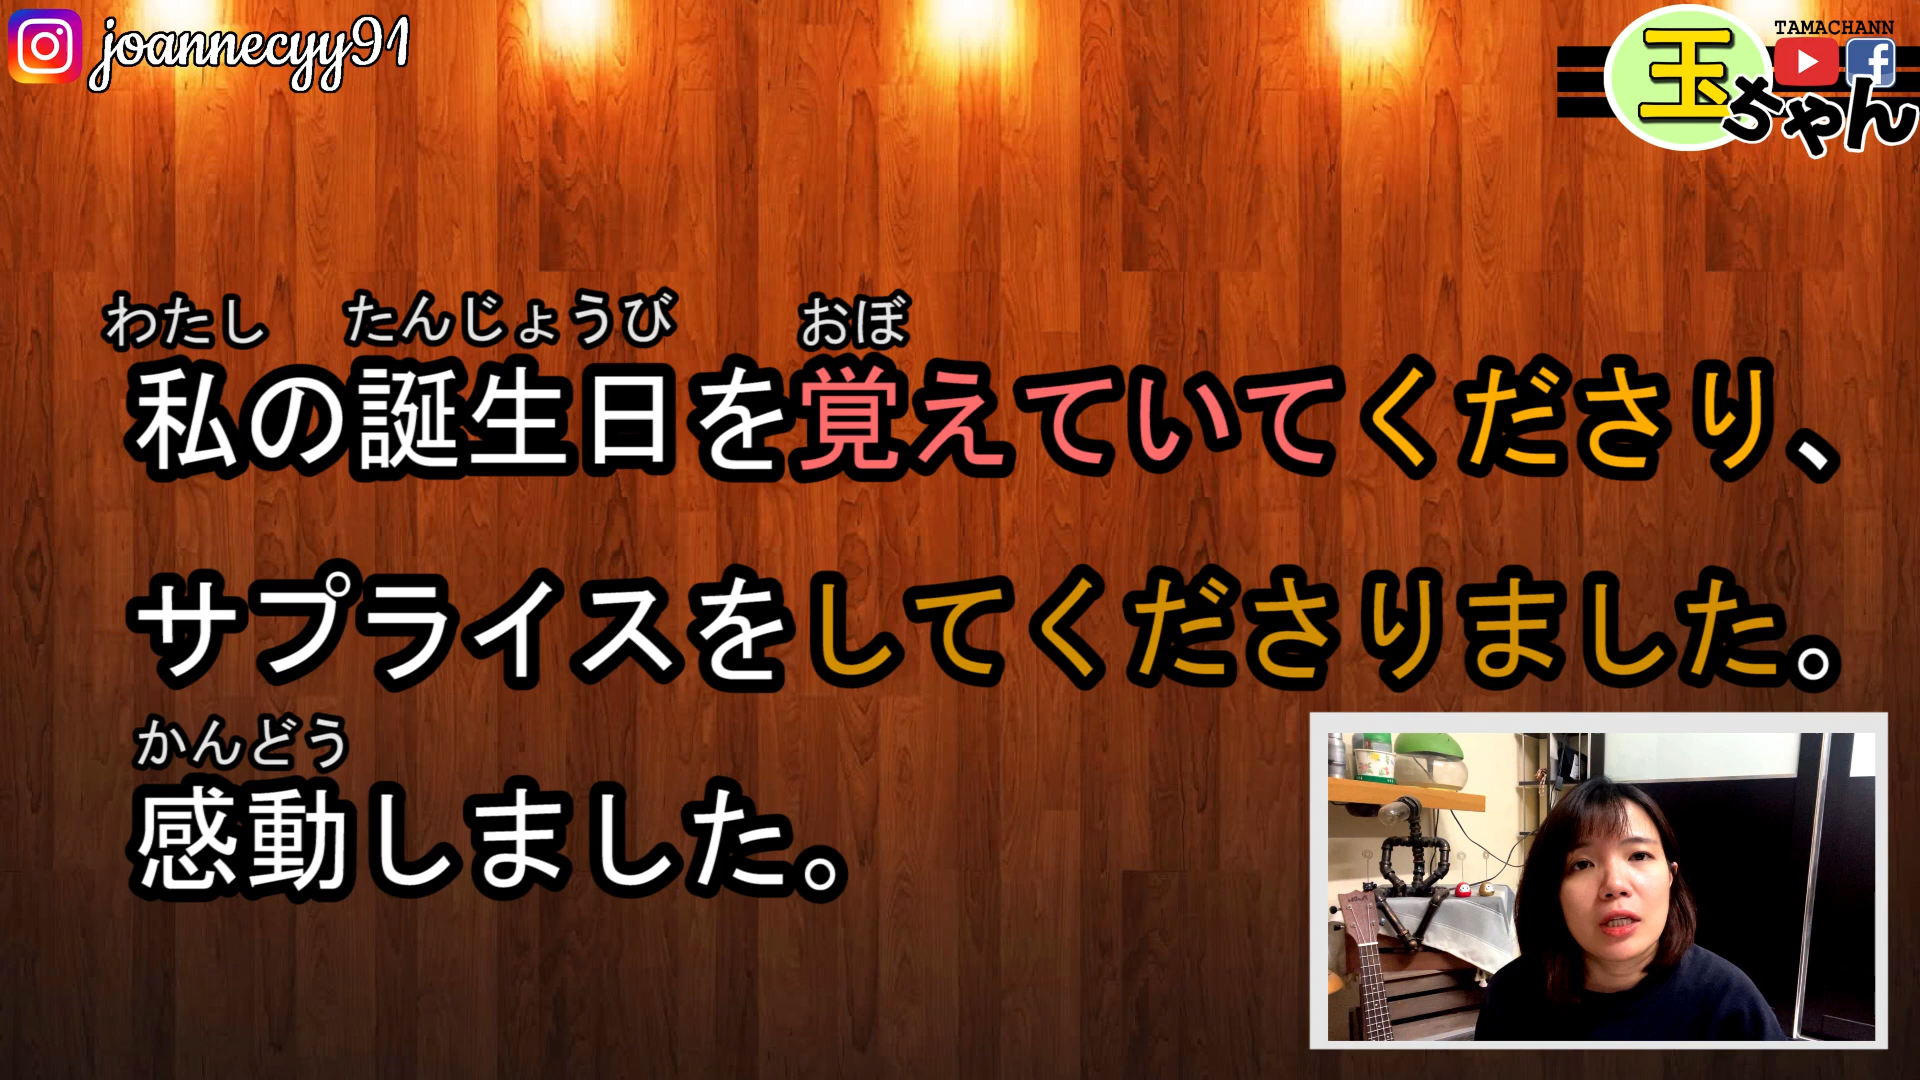 joannecyy91
TAMACHANN
玉ちゃん
わたし たんじょうび おぼ
私の誕生日を覚えていてくださり、
サプライズをしてくださりました。
かんどう
感動しました。